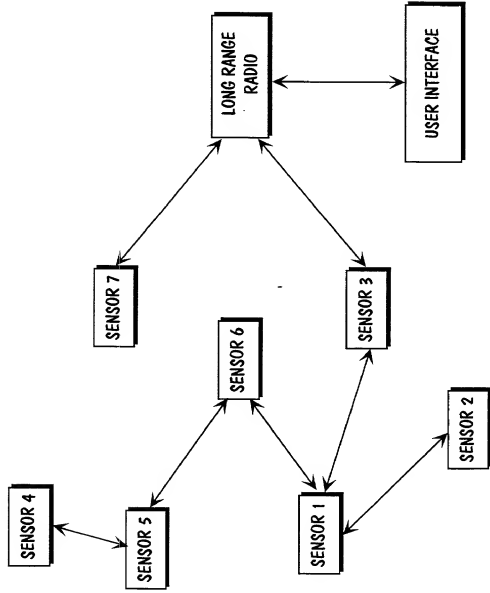 SENSOR 4
SENSOR 5
SENSOR 7
SENSOR 6
LONG RANGE
RADIO
SENSOR 1
SENSOR 3
SENSOR 2
USER INTERFACE